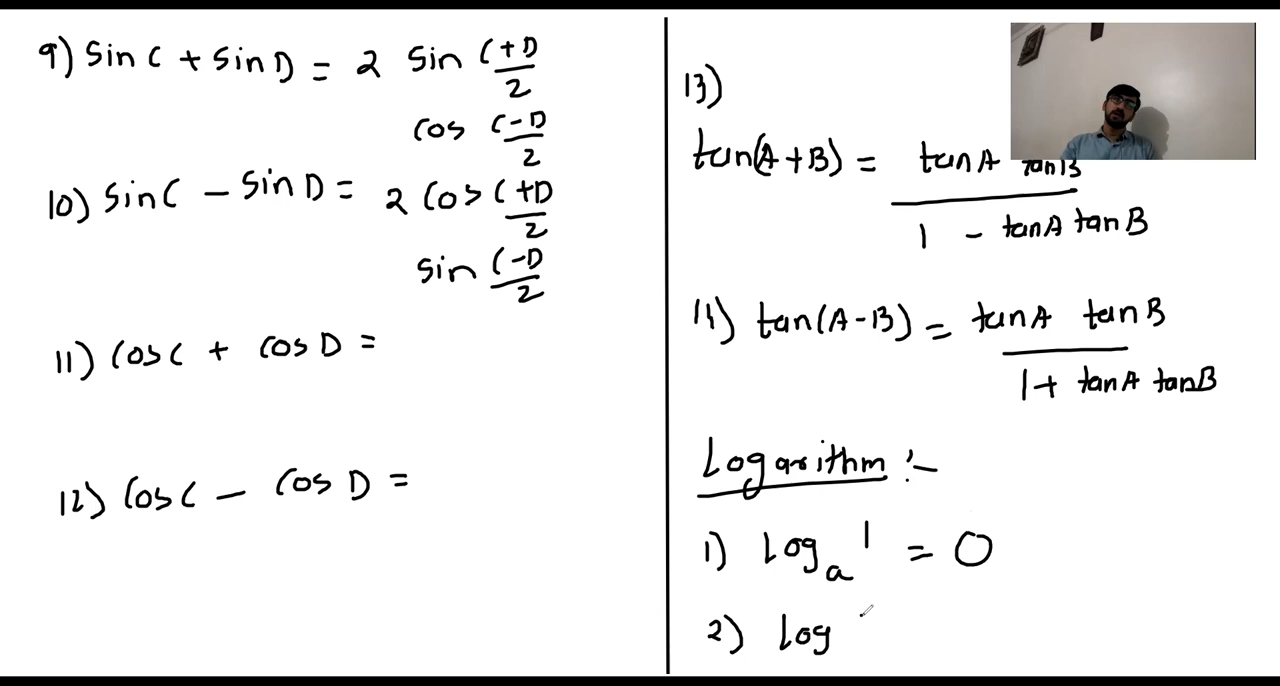 9) Sin C + Sin D = 2 Sin C+D/2
Cos C-D/2
10) Sin C - Sin D = 2 Cos C+D/2
Sin C-D/2
11) Cos C + Cos D =
12) Cos C - Cos D =
13)
tan(A+B) = tanA tanB
1 - tanA tanB
14) tan(A-B) = tanA tanB
1 + tanA tanB
Logarithm :-
1) Log_a 1 = 0
2) Log